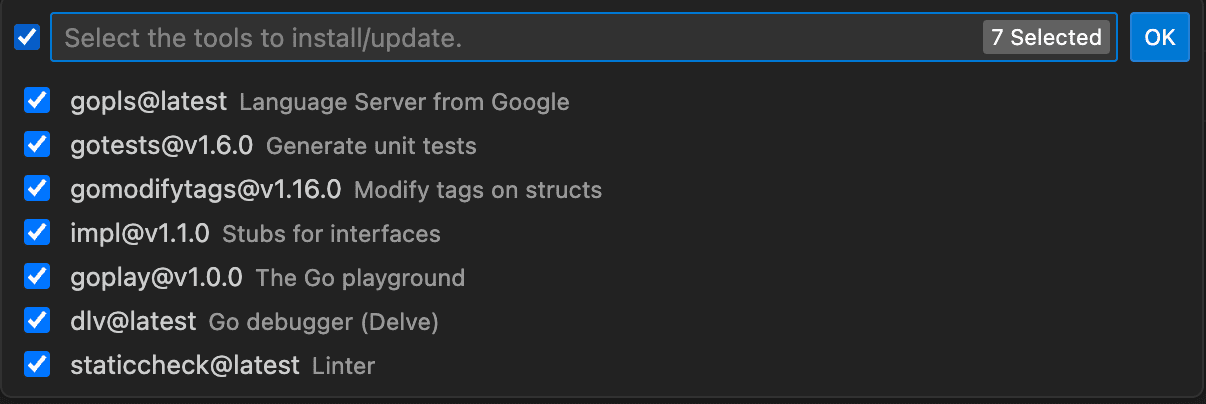 Select the tools to install/update. 7 Selected OK
gopls@latest Language Server from Google
gotests@v1.6.0 Generate unit tests
gomodifytags@v1.16.0 Modify tags on structs
impl@v1.1.0 Stubs for interfaces
goplay@v1.0.0 The Go playground
dlv@latest Go debugger (Delve)
staticcheck@latest Linter